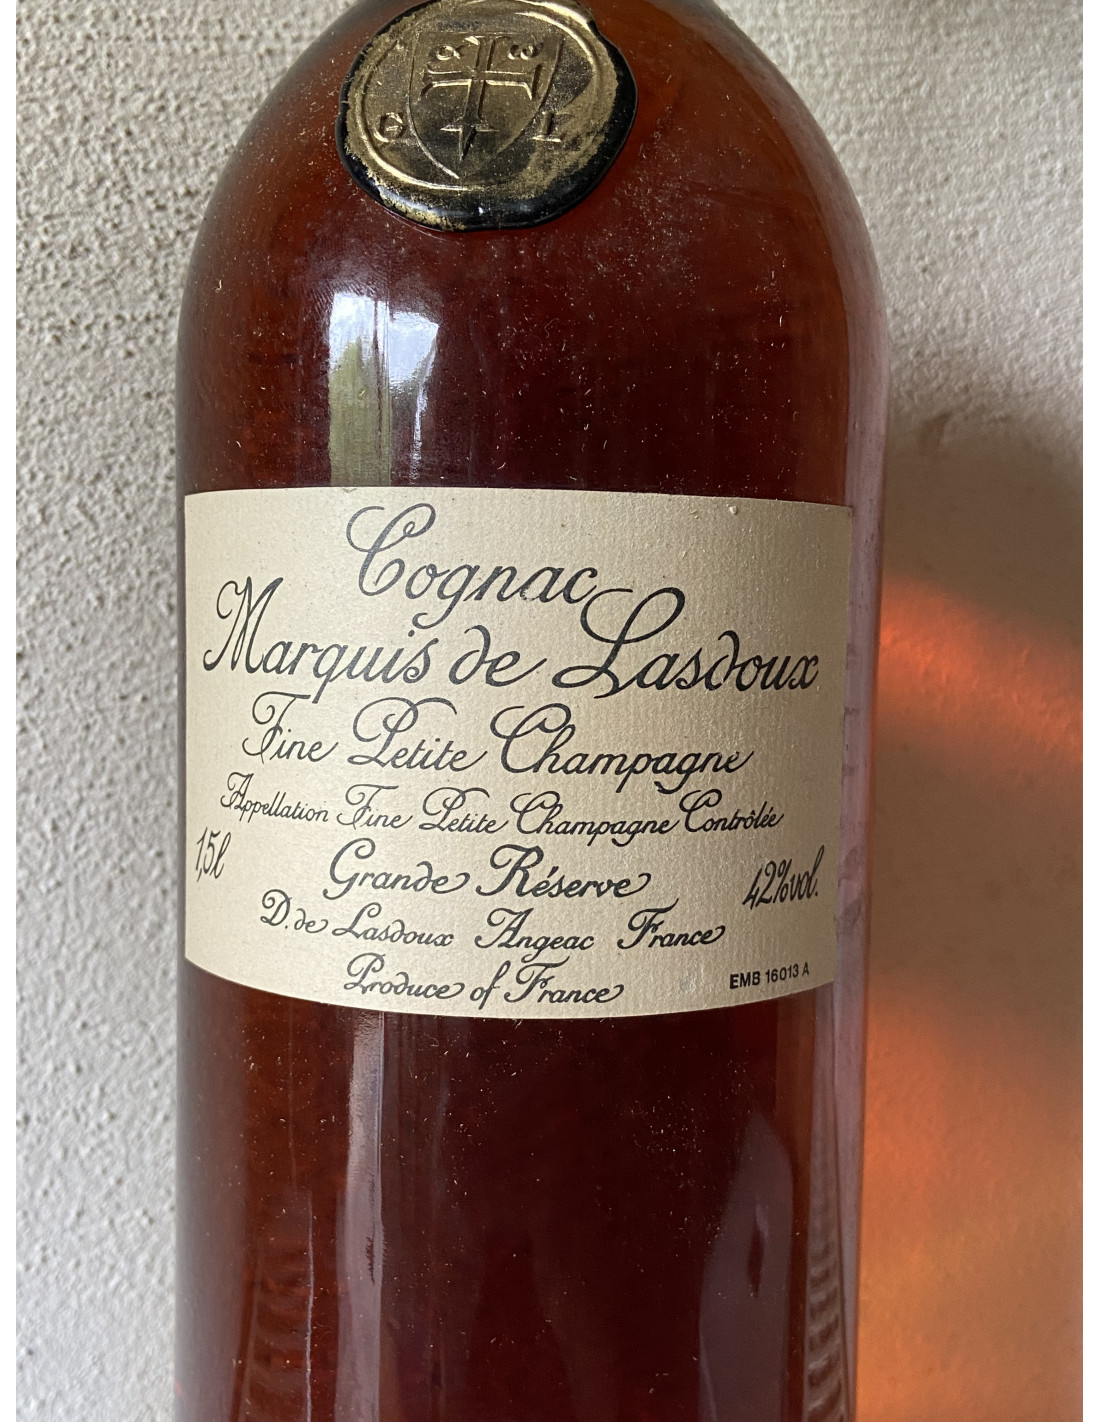 G L
Cognac
Marquis de Lasdoux
Fine Petite Champagne
Appellation Fine Petite Champagne Contrôlée
1,5l
Grande Réserve
42%vol.
D. de Lasdoux Angeac France
Produce of France
EMB 16013 A